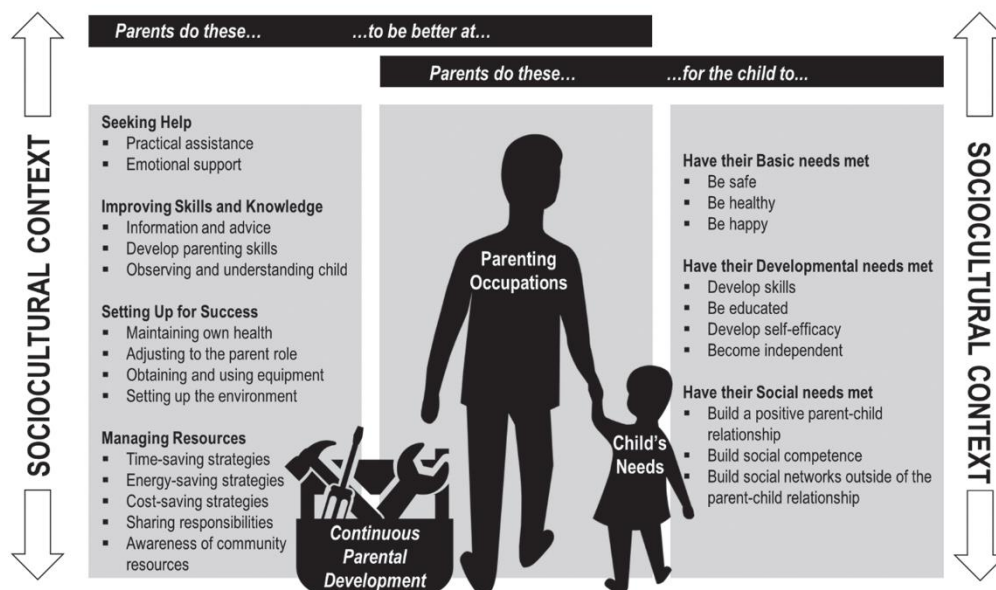 Parents do these… …to be better at…
Parents do these… …for the child to...
SOCIOCULTURAL CONTEXT
Seeking Help
▪ Practical assistance
▪ Emotional support
Improving Skills and Knowledge
▪ Information and advice
▪ Develop parenting skills
▪ Observing and understanding child
Setting Up for Success
▪ Maintaining own health
▪ Adjusting to the parent role
▪ Obtaining and using equipment
▪ Setting up the environment
Managing Resources
▪ Time-saving strategies
▪ Energy-saving strategies
▪ Cost-saving strategies
▪ Sharing responsibilities
▪ Awareness of community
resources
Continuous
Parental
Development
Parenting
Occupations
Child's
Needs
Have their Basic needs met
▪ Be safe
▪ Be healthy
▪ Be happy
Have their Developmental needs met
▪ Develop skills
▪ Be educated
▪ Develop self-efficacy
▪ Become independent
Have their Social needs met
▪ Build a positive parent-child
relationship
▪ Build social competence
▪ Build social networks outside of the
parent-child relationship
SOCIOCULTURAL CONTEXT